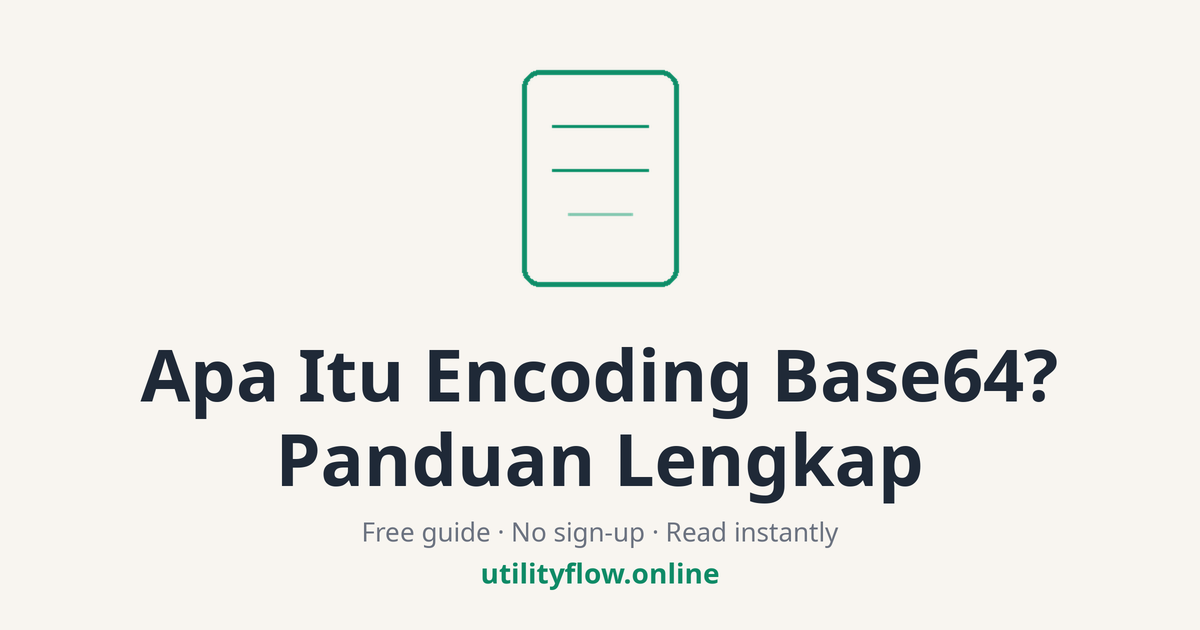 Apa Itu Encoding Base64?
Panduan Lengkap
Free guide · No sign-up · Read instantly
utilityflow.online